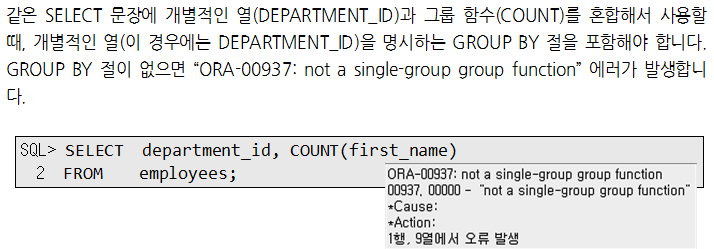 같은 SELECT 문장에 개별적인 열(DEPARTMENT_ID)과 그룹 함수(COUNT)를 혼합해서 사용할
때, 개별적인 열(이 경우에는 DEPARTMENT_ID)을 명시하는 GROUP BY 절을 포함해야 합니다.
GROUP BY 절이 없으면 “ORA-00937: not a single-group group function” 에러가 발생합니
다.
SQL> SELECT department_id, COUNT(first_name)
2 FROM employees;
ORA-00937: not a single-group group function
00937, 00000 - "not a single-group group function"
*Cause:
*Action:
1행, 9열에서 오류 발생